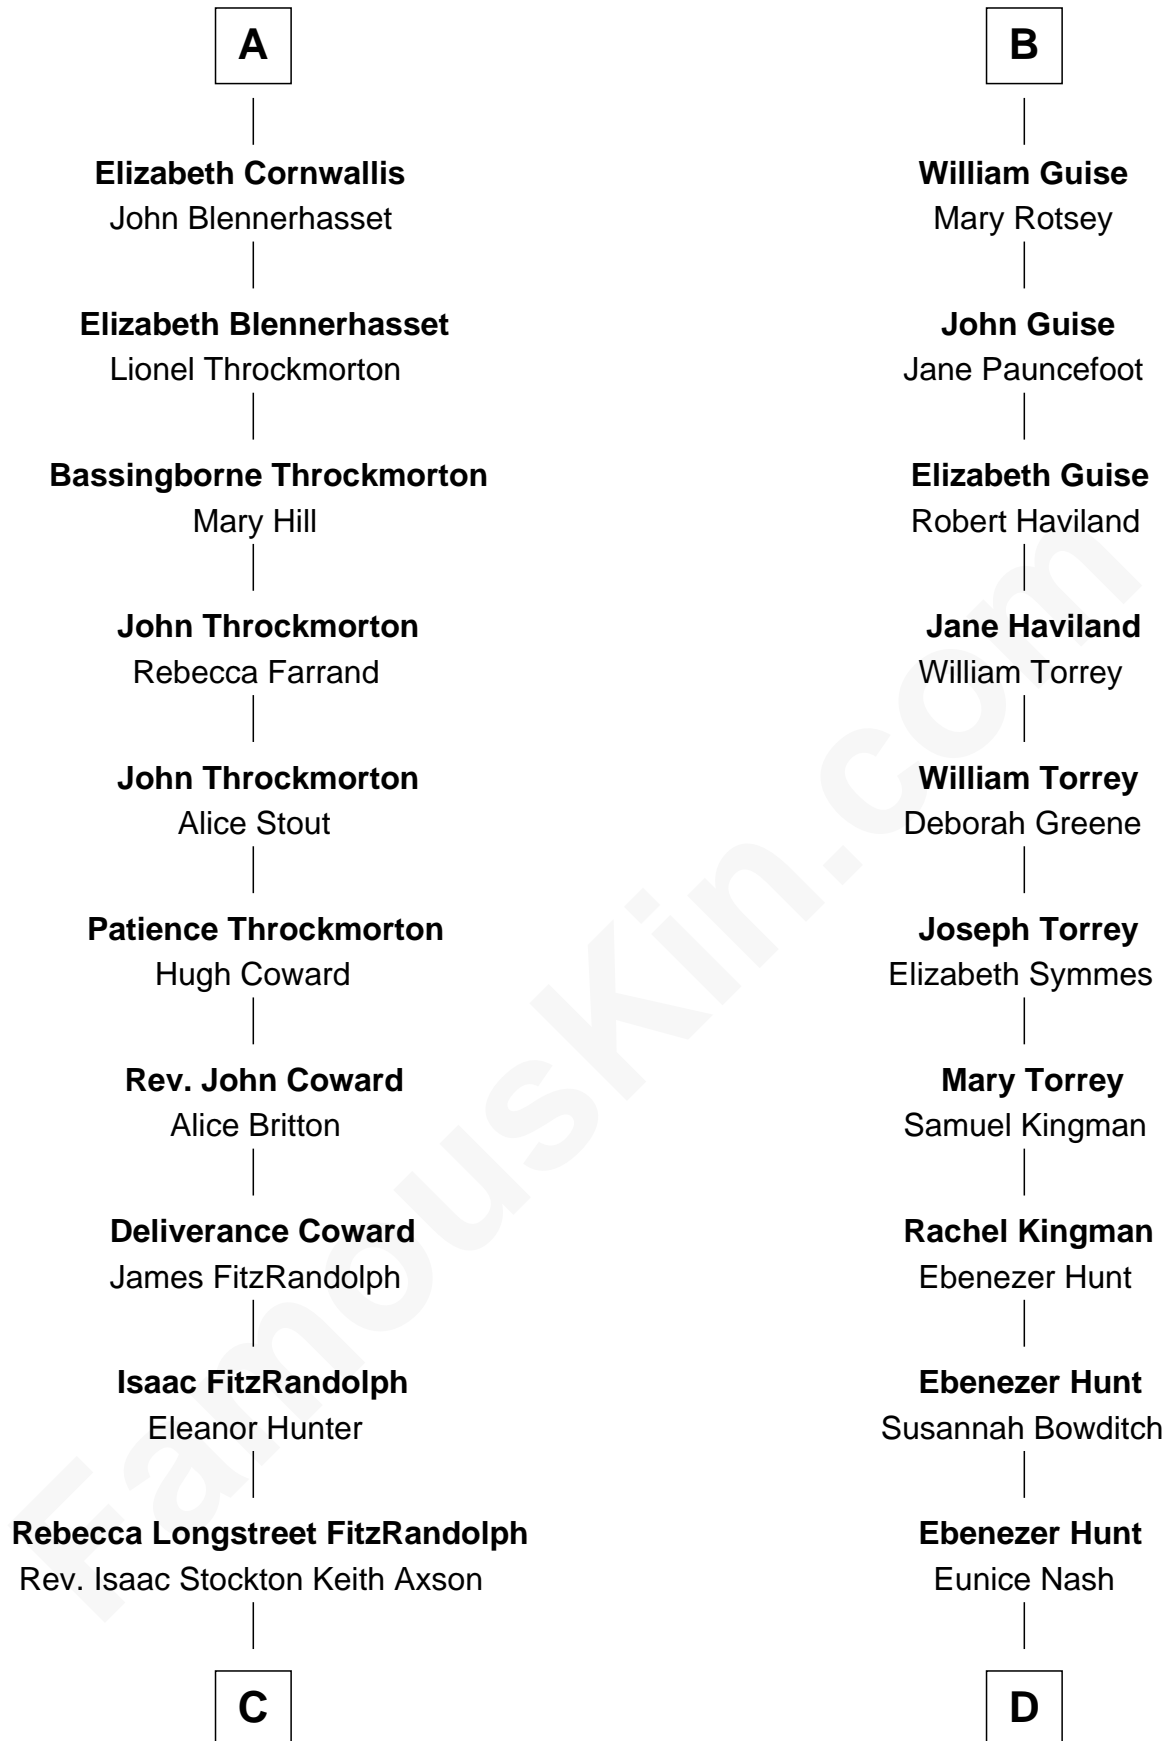 A
Elizabeth Cornwallis
John Blennerhasset
Elizabeth Blennerhasset
Lionel Throckmorton
Bassingborne Throckmorton
Mary Hill
John Throckmorton
Rebecca Farrand
John Throckmorton
Alice Stout
Patience Throckmorton
Hugh Coward
Rev. John Coward
Alice Britton
Deliverance Coward
James FitzRandolph
Isaac FitzRandolph
Eleanor Hunter
Rebecca Longstreet FitzRandolph
Rev. Isaac Stockton Keith Axson
C
B
William Guise
Mary Rotsey
John Guise
Jane Pauncefoot
Elizabeth Guise
Robert Haviland
Jane Haviland
William Torrey
William Torrey
Deborah Greene
Joseph Torrey
Elizabeth Symmes
Mary Torrey
Samuel Kingman
Rachel Kingman
Ebenezer Hunt
Ebenezer Hunt
Susannah Bowditch
Ebenezer Hunt
Eunice Nash
D
FamousKin.com